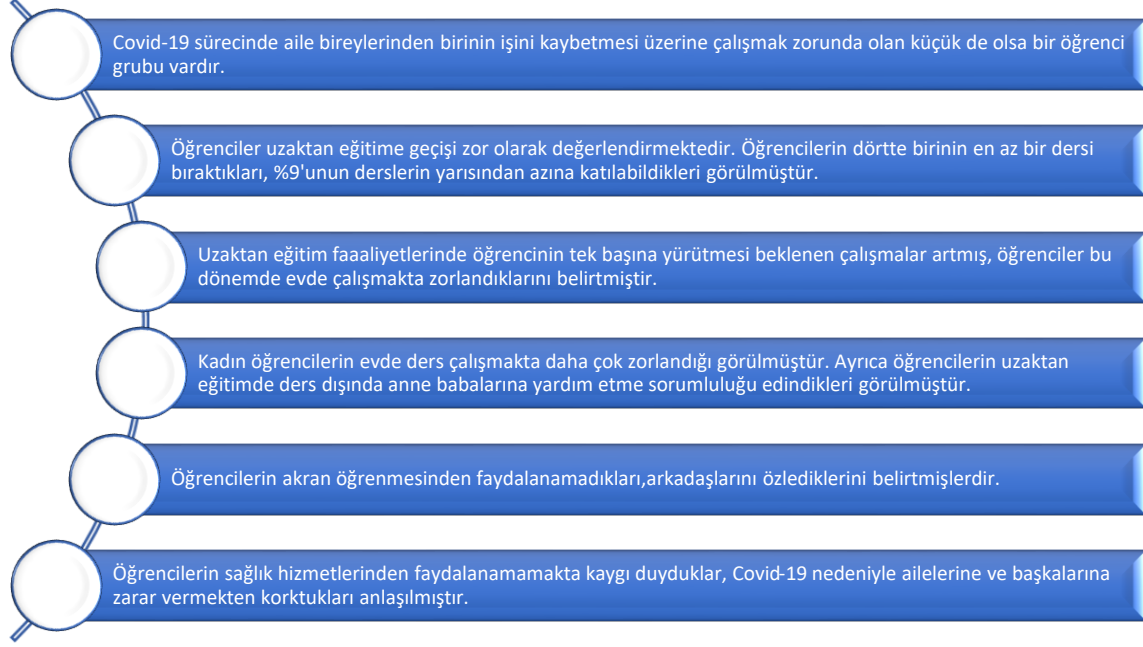 Covid-19 sürecinde aile bireylerinden birinin işini kaybetmesi üzerine çalışmak zorunda olan küçük de olsa bir öğrenci
grubu vardır.
Öğrenciler uzaktan eğitime geçişi zor olarak değerlendirmektedir. Öğrencilerin dörtte birinin en az bir dersi
bıraktıkları, %9'unun derslerin yarısından azına katılabildikleri görülmüştür.
Uzaktan eğitim faaaliyetlerinde öğrencinin tek başına yürütmesi beklenen çalışmalar artmış, öğrenciler bu
dönemde evde çalışmakta zorlandıklarını belirtmiştir.
Kadın öğrencilerin evde ders çalışmakta daha çok zorlandığı görülmüştür. Ayrıca öğrencilerin uzaktan
eğitimde ders dışında anne babalarına yardım etme sorumluluğu edindikleri görülmüştür.
Öğrencilerin akran öğrenmesinden faydalanamadıkları,arkadaşlarını özlediklerini belirtmişlerdir.
Öğrencilerin sağlık hizmetlerinden faydalanamamakta kaygı duyduklar, Covid-19 nedeniyle ailelerine ve başkalarına
zarar vermekten korktukları anlaşılmıştır.